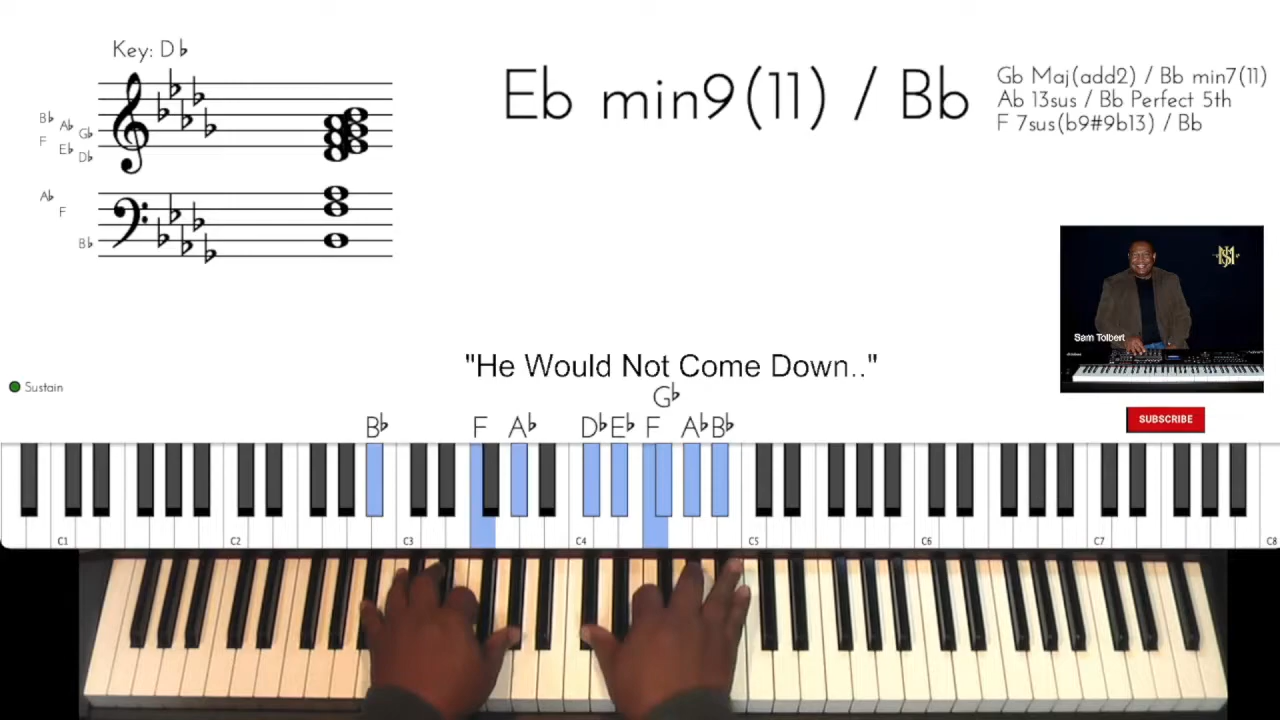 Key: D♭
Eb min9(11) / Bb
Gb Maj(add2) / Bb min7(11)
Ab 13sus / Bb Perfect 5th
F 7sus(b9#9b13) / Bb
B♭
A♭
G♭
F
E♭
D♭
A♭
F
B♭
Sam Tolbert
SUBSCRIBE
"He Would Not Come Down.."
Sustain
G♭
B♭ F A♭ D♭ E♭ F A♭ B♭
C1 C2 C3 C4 C5 C6 C7 C8